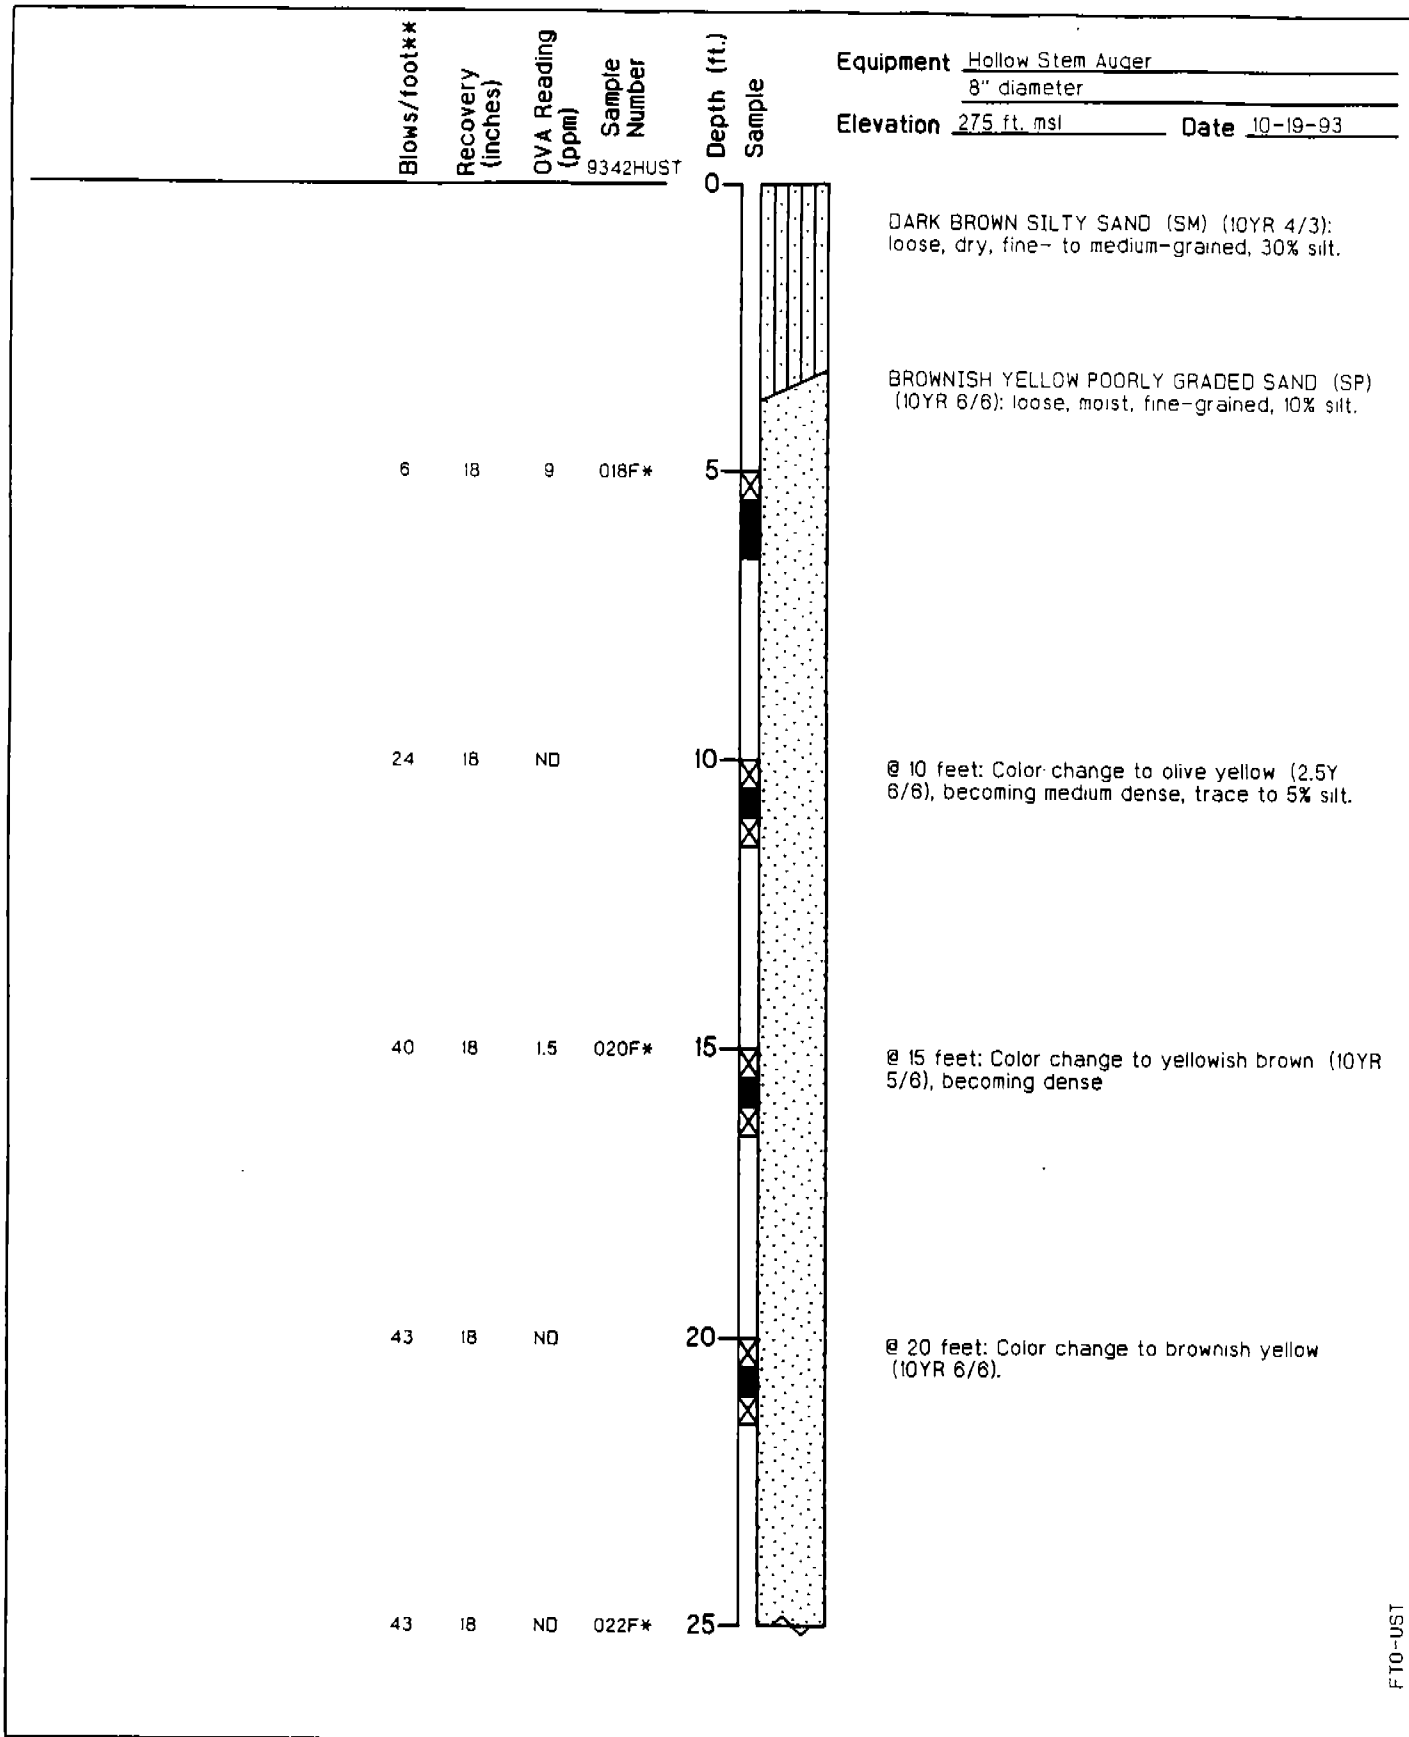 Blows/foot**
Recovery
(inches)
OVA Reading
(ppm)
Sample
Number
9342HUST
Depth (ft.)
Sample
Equipment Hollow Stem Auger
8" diameter
Elevation 275 ft. msl Date 10-19-93
0
DARK BROWN SILTY SAND (SM) (10YR 4/3):
loose, dry, fine- to medium-grained, 30% silt.
BROWNISH YELLOW POORLY GRADED SAND (SP)
(10YR 6/6): loose, moist, fine-grained, 10% silt.
6 18 9 018F* 5
24 18 ND 10
@ 10 feet: Color change to olive yellow (2.5Y
6/6), becoming medium dense, trace to 5% silt.
40 18 1.5 020F* 15
@ 15 feet: Color change to yellowish brown (10YR
5/6), becoming dense
43 18 ND 20
@ 20 feet: Color change to brownish yellow
(10YR 6/6).
43 18 ND 022F* 25
FTO-UST